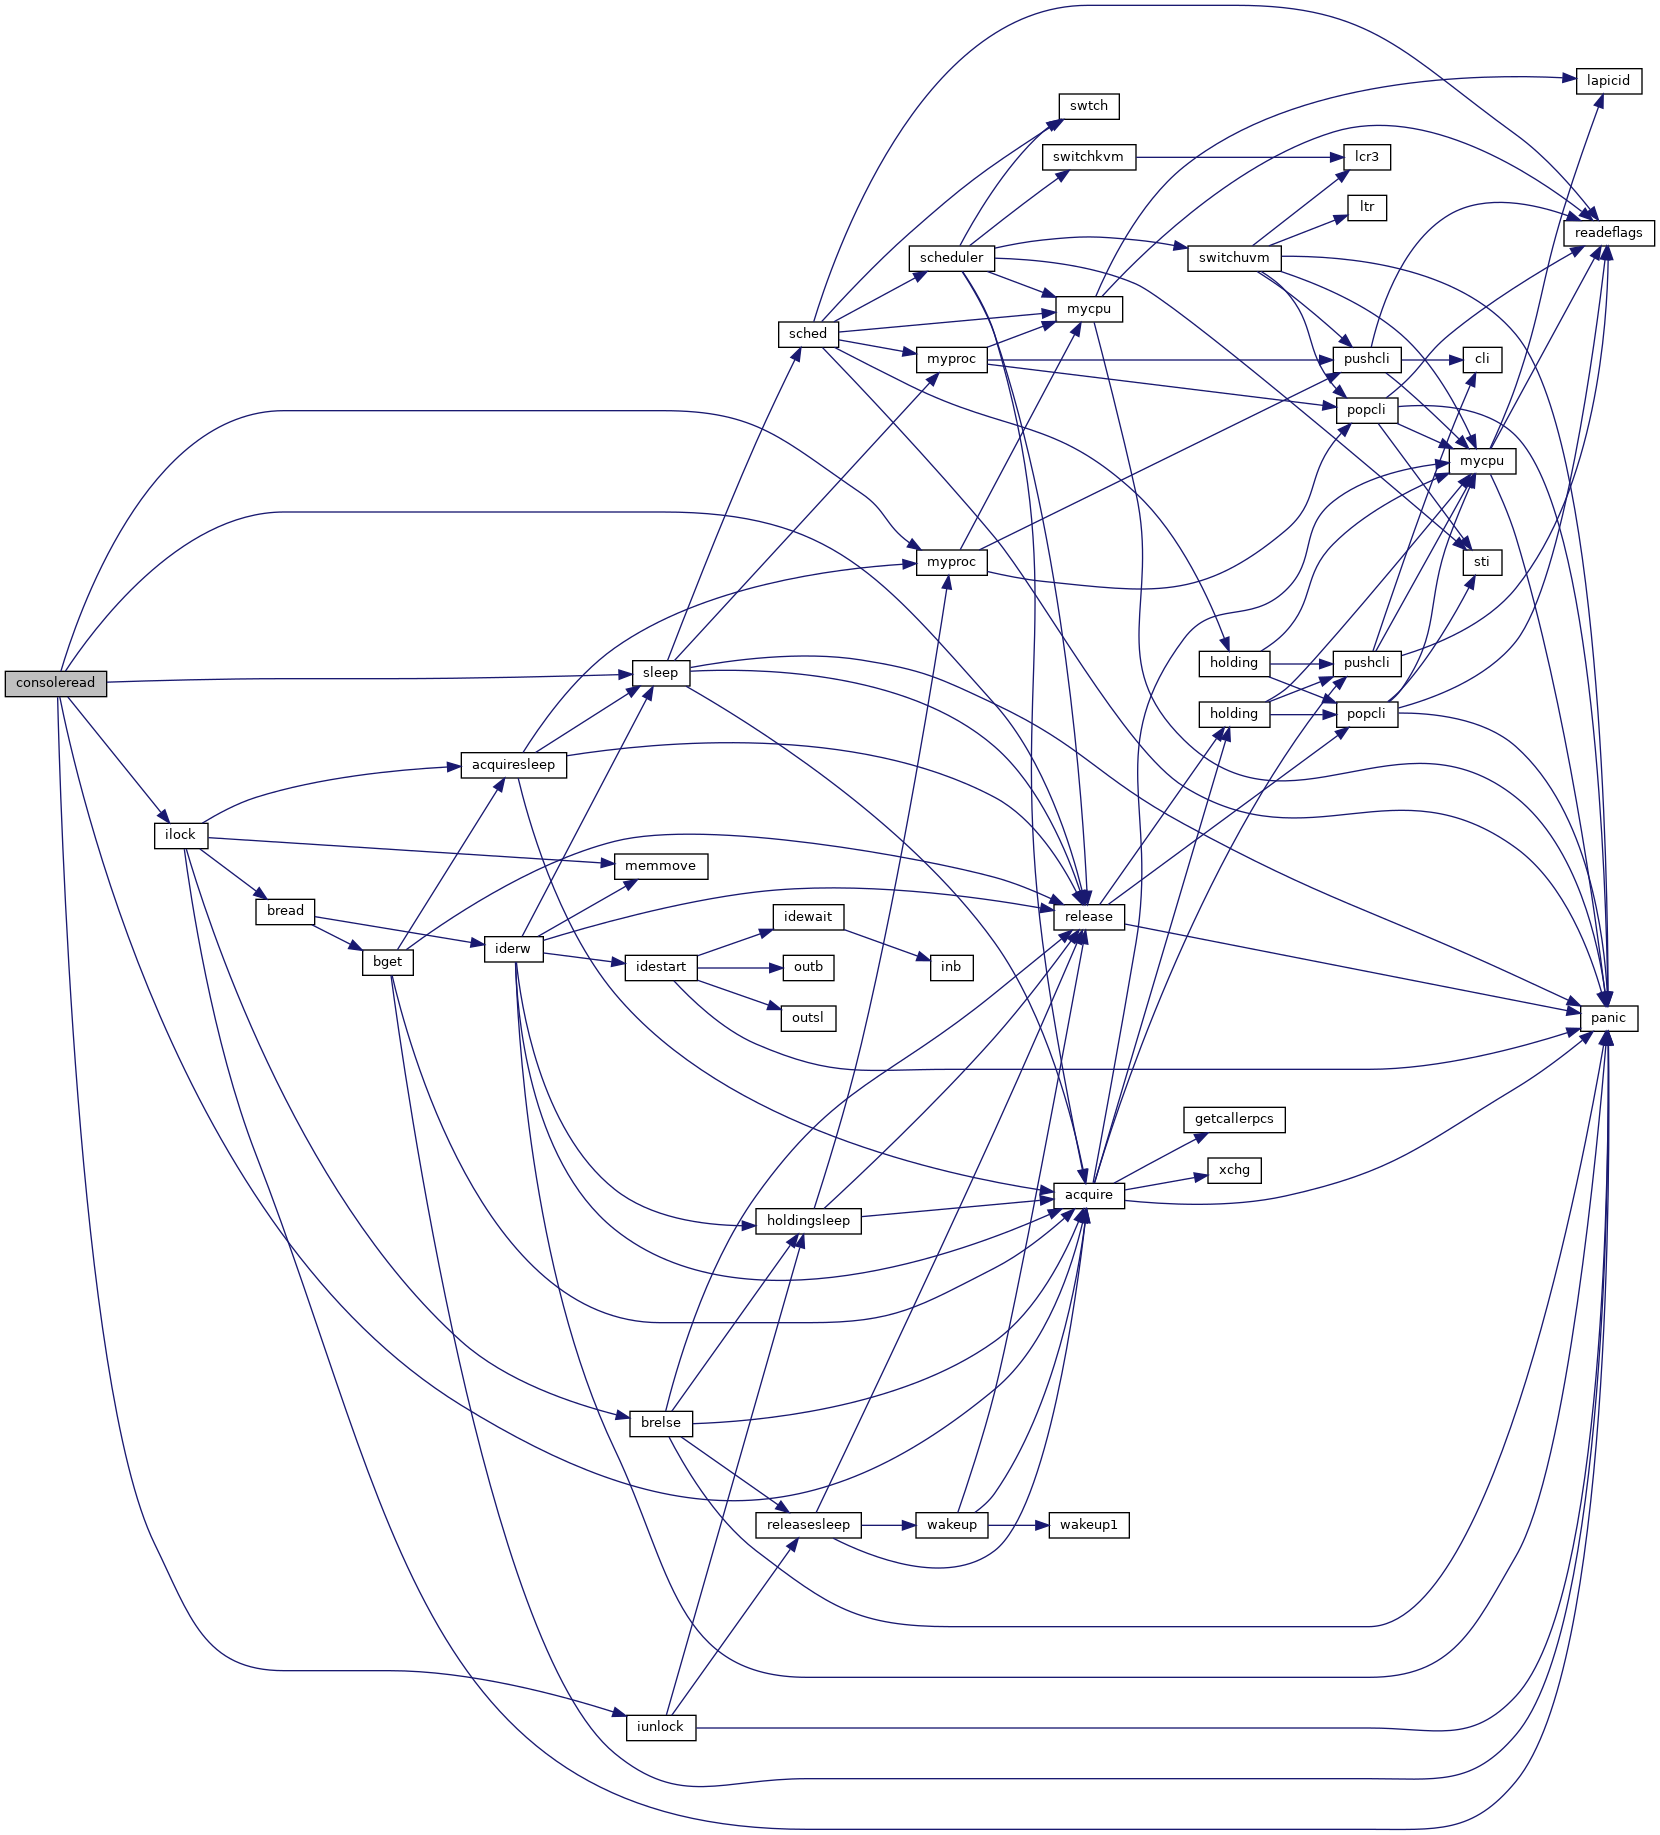 lapicid
swtch
lcr3
switchkvm
ltr
readeflags
scheduler
switchuvm
mycpu
sched
myproc
pushcli
cli
popcli
mycpu
myproc
sti
holding
pushcli
sleep
consoleread
holding
popcli
acquiresleep
ilock
memmove
bread
idewait
release
iderw
bget
idestart
outb
inb
outsl
panic
getcallerpcs
xchg
acquire
holdingsleep
brelse
releasesleep
wakeup
wakeup1
iunlock